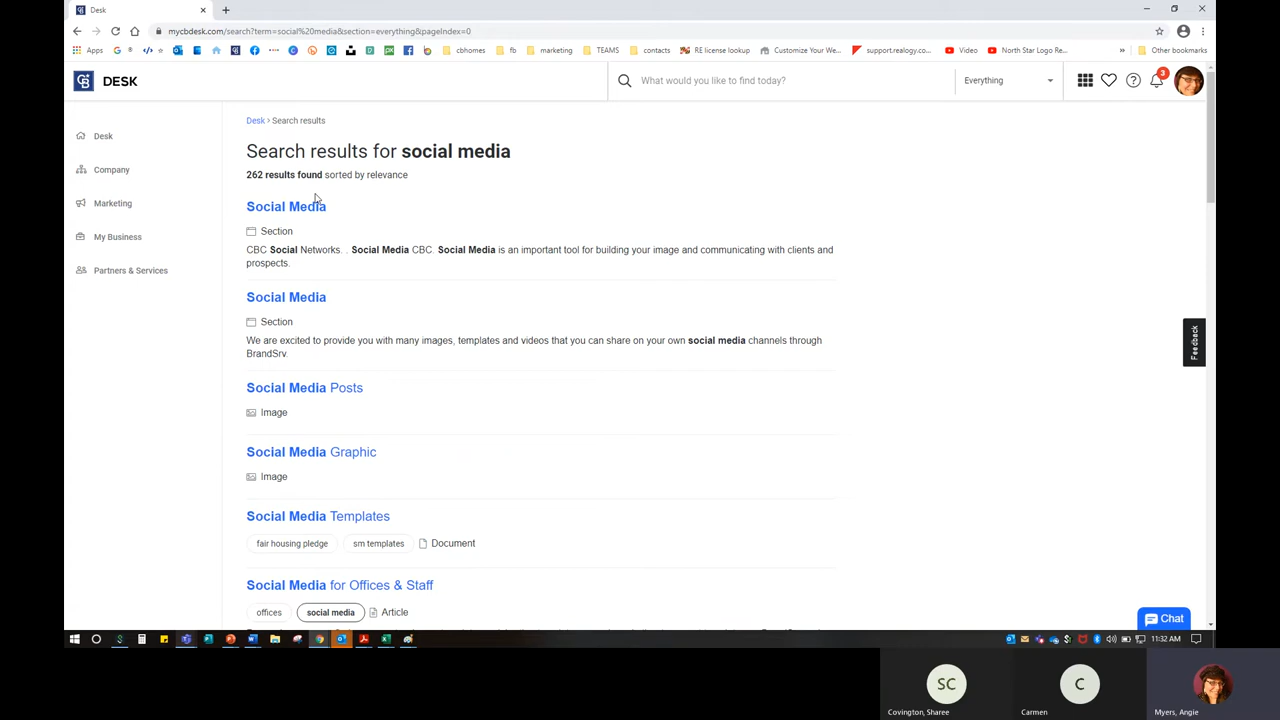 Desk
mycbdesk.com/search?term=social%20media&section=everything&pageIndex=0
Apps
cbhomes
fb
marketing
TEAMS
contacts
RE license lookup
Customize Your We...
support.realogy.co...
Video
North Star Logo Re...
Other bookmarks
DESK
What would you like to find today?
Everything
3
Desk
Company
Marketing
My Business
Partners & Services
Desk › Search results
Search results for social media
262 results found sorted by relevance
Social Media
Section
CBC Social Networks. . Social Media CBC. Social Media is an important tool for building your image and communicating with clients and
prospects.
Social Media
Section
We are excited to provide you with many images, templates and videos that you can share on your own social media channels through
BrandSrv.
Social Media Posts
Image
Social Media Graphic
Image
Social Media Templates
fair housing pledge
sm templates
Document
Social Media for Offices & Staff
offices
social media
Article
Feedback
Chat
11:32 AM
SC
Covington, Sharee
C
Carmen
Myers, Angie